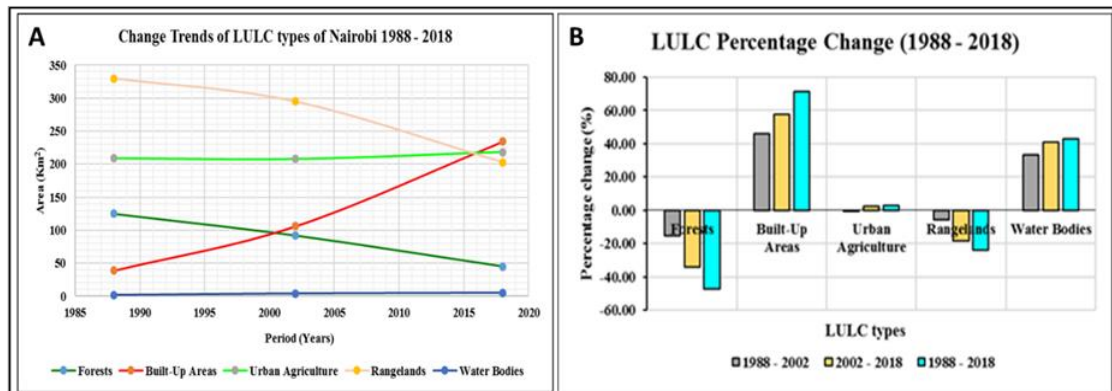 A
Change Trends of LULC types of Nairobi 1988 - 2018
350
300
250
200
150
100
50
0
Area (Km²)
1985
1990
1995
2000
2005
2010
2015
2020
Period (Years)
Forests
Built-Up Areas
Urban Agriculture
Rangelands
Water Bodies
B
LULC Percentage Change (1988 - 2018)
80.00
60.00
40.00
20.00
0.00
-20.00
-40.00
-60.00
Percentage change (%)
Forests
Built-Up
Areas
Urban
Agriculture
Rangelands
Water Bodies
LULC types
1988 - 2002
2002 - 2018
1988 - 2018